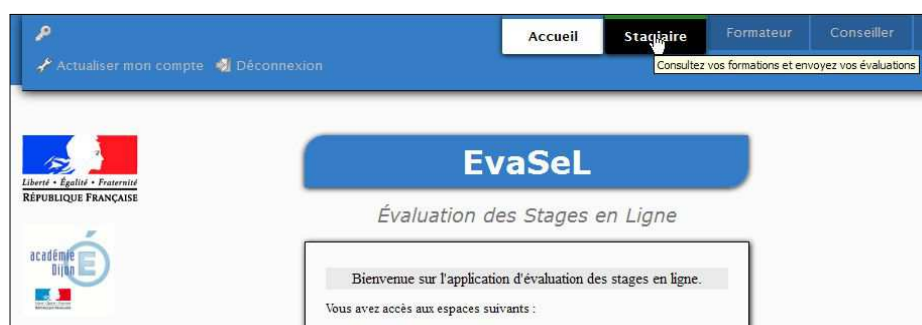 Accueil Stagiaire Formateur Conseiller
Actualiser mon compte Déconnexion
Consultez vos formations et envoyez vos évaluations
EvaSeL
Liberté • Égalité • Fraternité
RÉPUBLIQUE FRANÇAISE
Évaluation des Stages en Ligne
académie
Dijon
Bienvenue sur l'application d'évaluation des stages en ligne.
Vous avez accès aux espaces suivants :